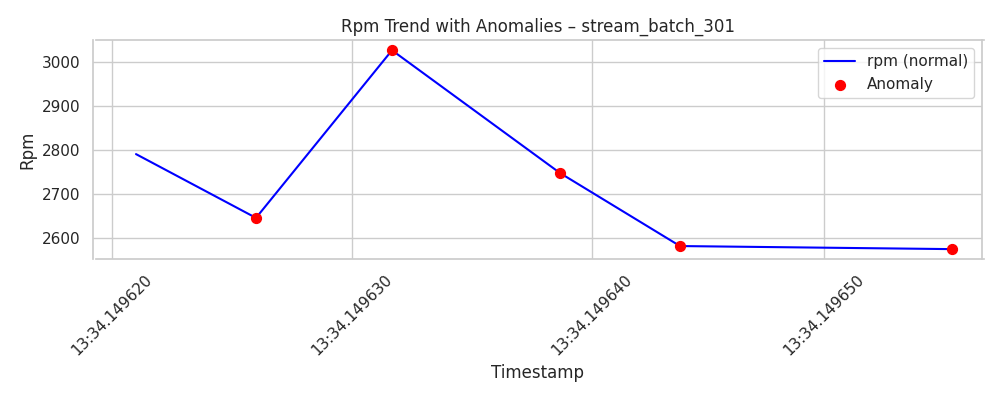 Rpm Trend with Anomalies – stream_batch_301
rpm (normal)
Anomaly
Rpm
3000
2900
2800
2700
2600
13:34.149620
13:34.149630
13:34.149640
13:34.149650
Timestamp